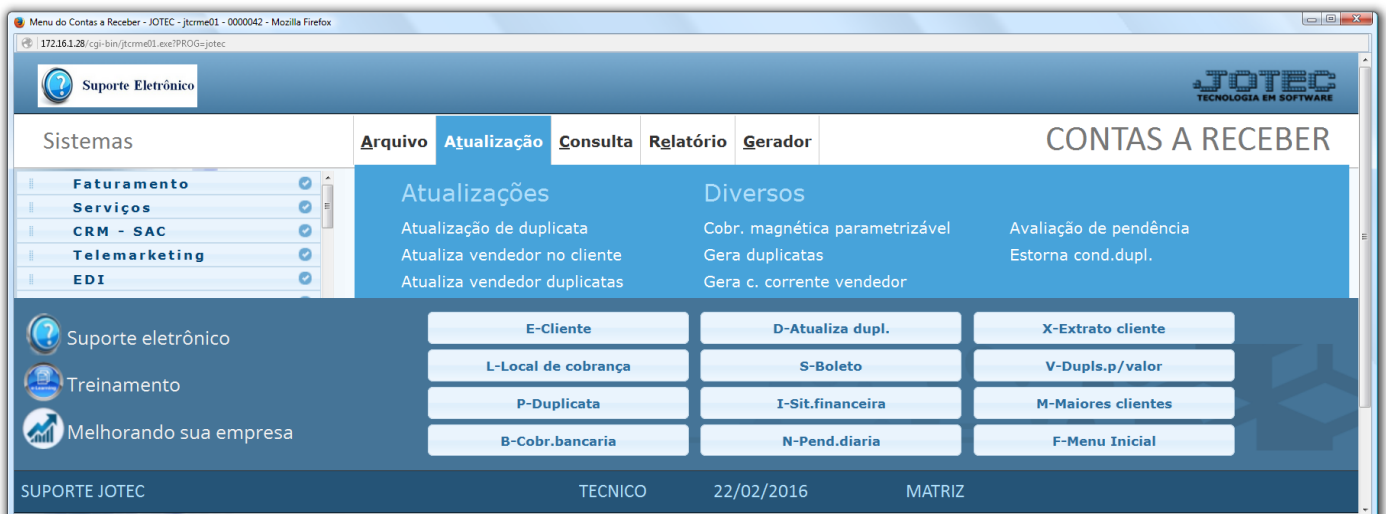 Menu do Contas a Receber - JOTEC - jtcrme01 - 0000042 - Mozilla Firefox
172.16.1.28/cgi-bin/jtcrme01.exe?PROG=jotec
Suporte Eletrônico
JOTEC
TECNOLOGIA EM SOFTWARE
Sistemas
Arquivo Atualização Consulta Relatório Gerador
CONTAS A RECEBER
Faturamento
Serviços
CRM - SAC
Telemarketing
EDI
Atualizações
Atualização de duplicata
Atualiza vendedor no cliente
Atualiza vendedor duplicatas
Diversos
Cobr. magnética parametrizável
Gera duplicatas
Gera c. corrente vendedor
Avaliação de pendência
Estorna cond.dupl.
Suporte eletrônico
Treinamento
Melhorando sua empresa
E-Cliente D-Atualiza dupl. X-Extrato cliente
L-Local de cobrança S-Boleto V-Dupls.p/valor
P-Duplicata I-Sit.financeira M-Maiores clientes
B-Cobr.bancaria N-Pend.diaria F-Menu Inicial
SUPORTE JOTEC TECNICO 22/02/2016 MATRIZ